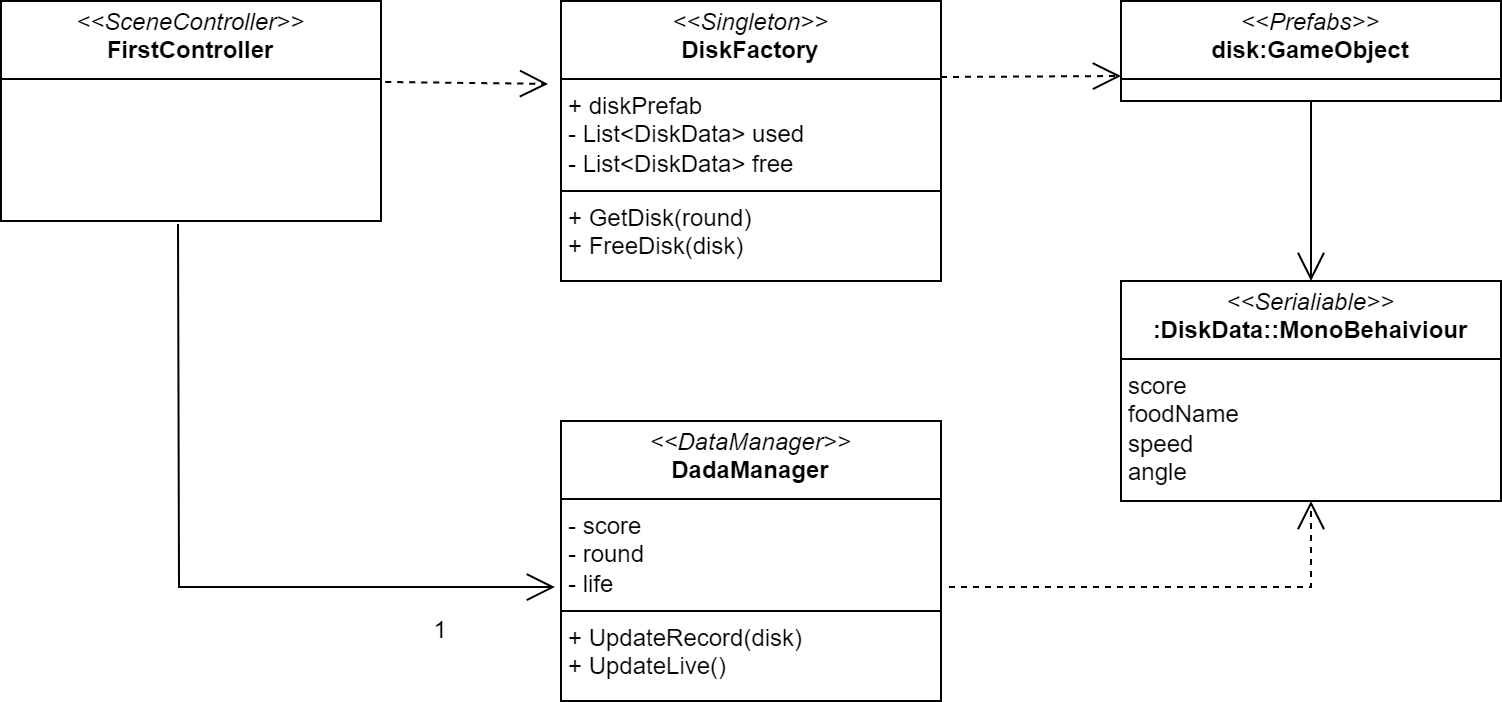 <<SceneController>>
FirstController
<<Singleton>>
DiskFactory
+ diskPrefab
- List<DiskData> used
- List<DiskData> free
+ GetDisk(round)
+ FreeDisk(disk)
<<Prefabs>>
disk:GameObject
<<Serialiable>>
:DiskData::MonoBehaiviour
score
foodName
speed
angle
<<DataManager>>
DadaManager
- score
- round
- life
+ UpdateRecord(disk)
+ UpdateLive()
1